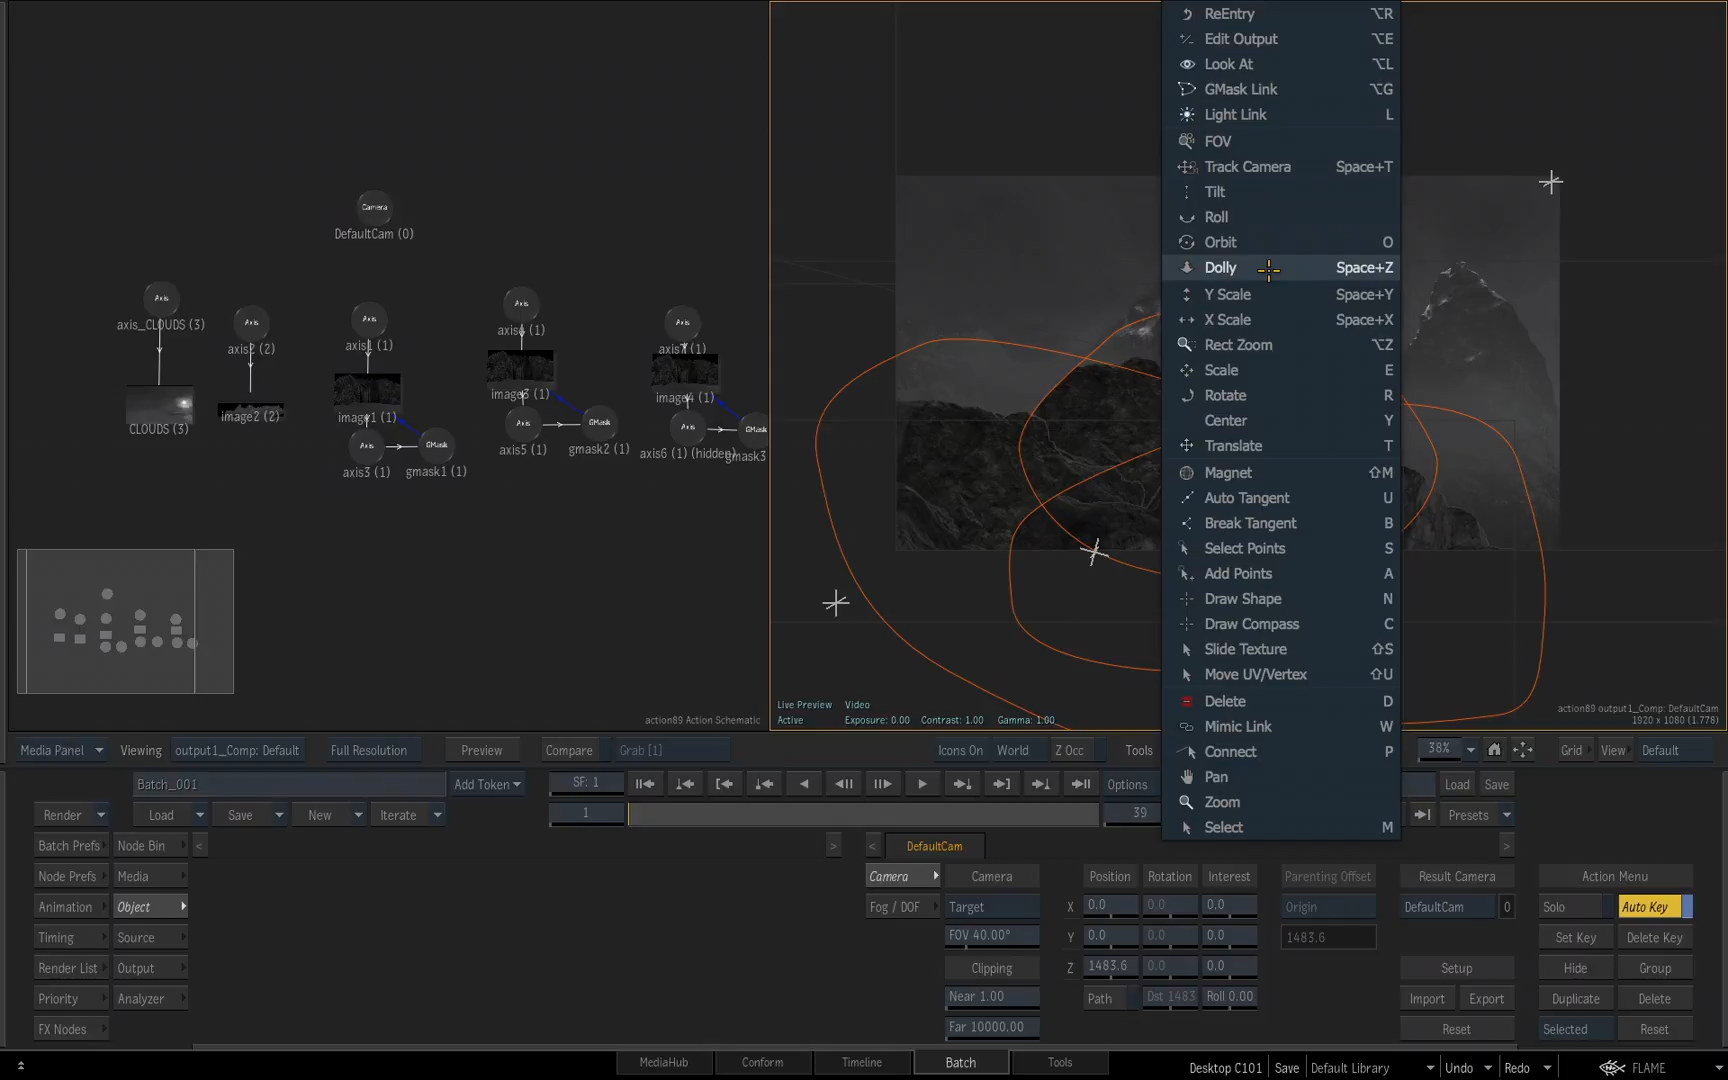 Camera
DefaultCam (0)
Axis
axis_CLOUDS (3)
CLOUDS (3)
Axis
axis2 (2)
image2 (2)
Axis
axis1 (1)
image1 (1)
Axis
axis3 (1)
GMask
gmask1 (1)
Axis
image3 (1)
Axis
axis5 (1)
GMask
gmask2 (1)
Axis
image4 (1)
Axis
axis6 (1) (hidden)
GMask
gmask3
action89 Action Schematic
ReEntry ⌥R
Edit Output ⌥E
Look At ⌥L
GMask Link ⌥G
Light Link L
FOV
Track Camera Space+T
Tilt
Roll
Orbit O
Dolly Space+Z
Y Scale Space+Y
X Scale Space+X
Rect Zoom ⌥Z
Scale E
Rotate R
Center Y
Translate T
Magnet ⇧M
Auto Tangent U
Break Tangent B
Select Points S
Add Points A
Draw Shape N
Draw Compass C
Slide Texture ⇧S
Move UV/Vertex ⇧U
Delete D
Mimic Link W
Connect P
Pan
Zoom
Select M
Live Preview Video
Active Exposure: 0.00 Contrast: 1.00 Gamma: 1.00
action89 output1_Comp: DefaultCam
1920 x 1080 (1.778)
Media Panel Viewing output1_Comp: Default Full Resolution Preview Compare Grab [1] Icons On World Z Occ Tools 38% Grid View Default
Batch_001 Add Token SF: 1 Options Load Save
Render Load Save New Iterate 1 39 Presets
Batch Prefs Node Bin < > < DefaultCam >
Node Prefs Media Camera Camera Position Rotation Interest Parenting Offset Result Camera Action Menu
Animation Object Fog / DOF Target X 0.0 0.0 0.0 Origin DefaultCam 0 Solo Auto Key
Timing Source FOV 40.00° Y 0.0 0.0 0.0 1483.6 Set Key Delete Key
Render List Output Clipping Z 1483.6 0.0 0.0 Setup Hide Group
Priority Analyzer Near 1.00 Path Dst 1483 Roll 0.00 Import Export Duplicate Delete
FX Nodes Far 10000.00 Reset Selected Reset
MediaHub Conform Timeline Batch Tools Desktop C101 Save Default Library Undo Redo FLAME